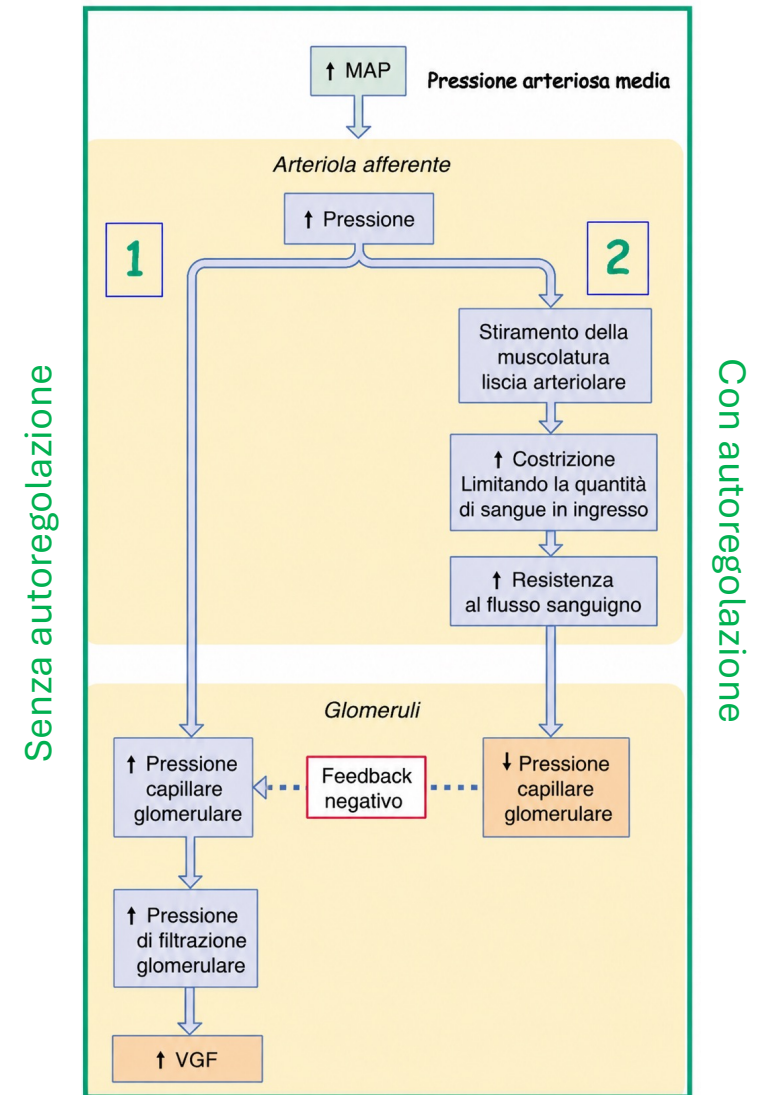 ↑ MAP
Pressione arteriosa media
Arteriola afferente
↑ Pressione
1
2
Stiramento della
muscolatura
liscia arteriolare
↑ Costrizione
Limitando la quantità
di sangue in ingresso
↑ Resistenza
al flusso sanguigno
Senza autoregolazione
Con autoregolazione
Glomeruli
↑ Pressione
capillare
glomerulare
Feedback
negativo
↓ Pressione
capillare
glomerulare
↑ Pressione
di filtrazione
glomerulare
↑ VGF